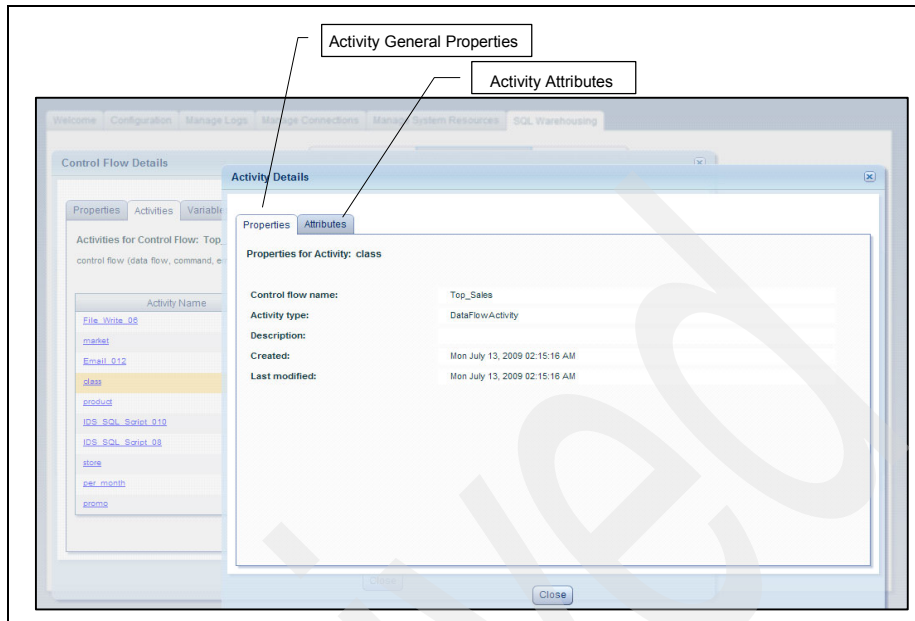 Activity General Properties
Activity Attributes
Welcome Configuration Manage Logs Manage Connections Manage System Resources SQL Warehousing
Control Flow Details
Activity Details
Properties Activities Variable
Properties Attributes
Activities for Control Flow: Top_
control flow (data flow, command, e
Properties for Activity: class
Activity Name
Control flow name: Top_Sales
Activity type: DataFlowActivity
Description:
Created: Mon July 13, 2009 02:15:16 AM
Last modified: Mon July 13, 2009 02:15:16 AM
File_Write_06
market
Email_012
class
product
IDS_SQL_Script_010
IDS_SQL_Script_08
store
per_month
promo
Close
Close